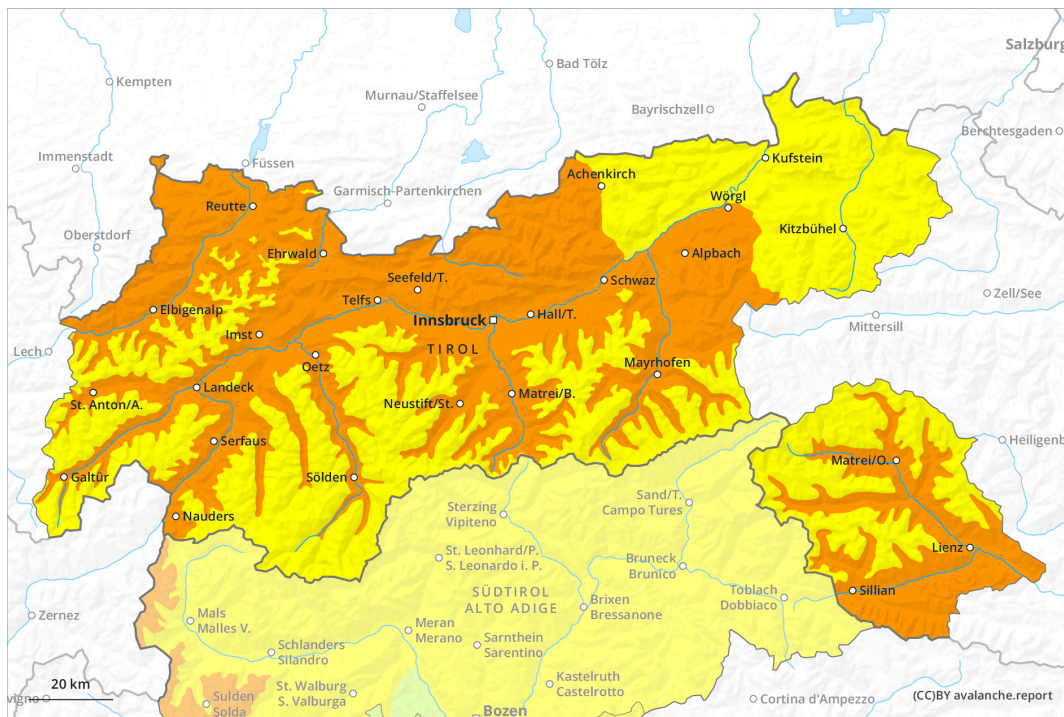 Salzburg
Bad Tölz
Kempten
Murnau/Staffelsee
Bayrischzell
Berchtesgaden
Immenstadt
Füssen
Kufstein
Achenkirch
Garmisch-Partenkirchen
Wörgl
Reutte
Kitzbühel
Oberstdorf
Ehrwald
Alpbach
Seefeld/T.
Schwaz
Telfs
Zell/See
Elbigenalp
Innsbruck
Hall/T.
Mittersill
Imst
TIROL
Lech
Oetz
Mayrhofen
Landeck
Matrei/B.
St. Anton/A.
Neustift/St.
Serfaus
Heiligenb
Matrei/O.
Galtür
Sölden
Sand/T.
Campo Tures
Sterzing
Vipiteno
Nauders
Lienz
St. Leonhard/P.
S. Leonardo i. P.
Bruneck
Brunico
Sillian
SÜDTIROL
ALTO ADIGE
Toblach
Dobbiaco
Zernez
Mals
Malles V.
Brixen
Bressanone
Meran
Merano
Schlanders
Silandro
Sarnthein
Sarentino
20 km
St. Walburg
S. Valburga
Kastelruth
Castelrotto
vigno
Sulden
Solda
Cortina d'Ampezzo
(CC)BY avalanche.report
Bozen